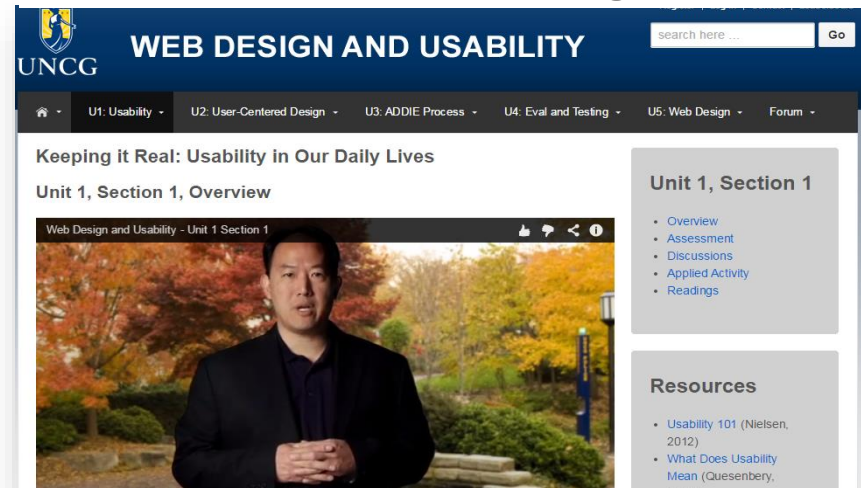 UNCG
WEB DESIGN AND USABILITY
search here ...
Go
U1: Usability
U2: User-Centered Design
U3: ADDIE Process
U4: Eval and Testing
U5: Web Design
Forum
Keeping it Real: Usability in Our Daily Lives
Unit 1, Section 1, Overview
Web Design and Usability - Unit 1 Section 1
Unit 1, Section 1
Overview
Assessment
Discussions
Applied Activity
Readings
Resources
Usability 101 (Nielsen,
2012)
What Does Usability
Mean (Quesenbery,